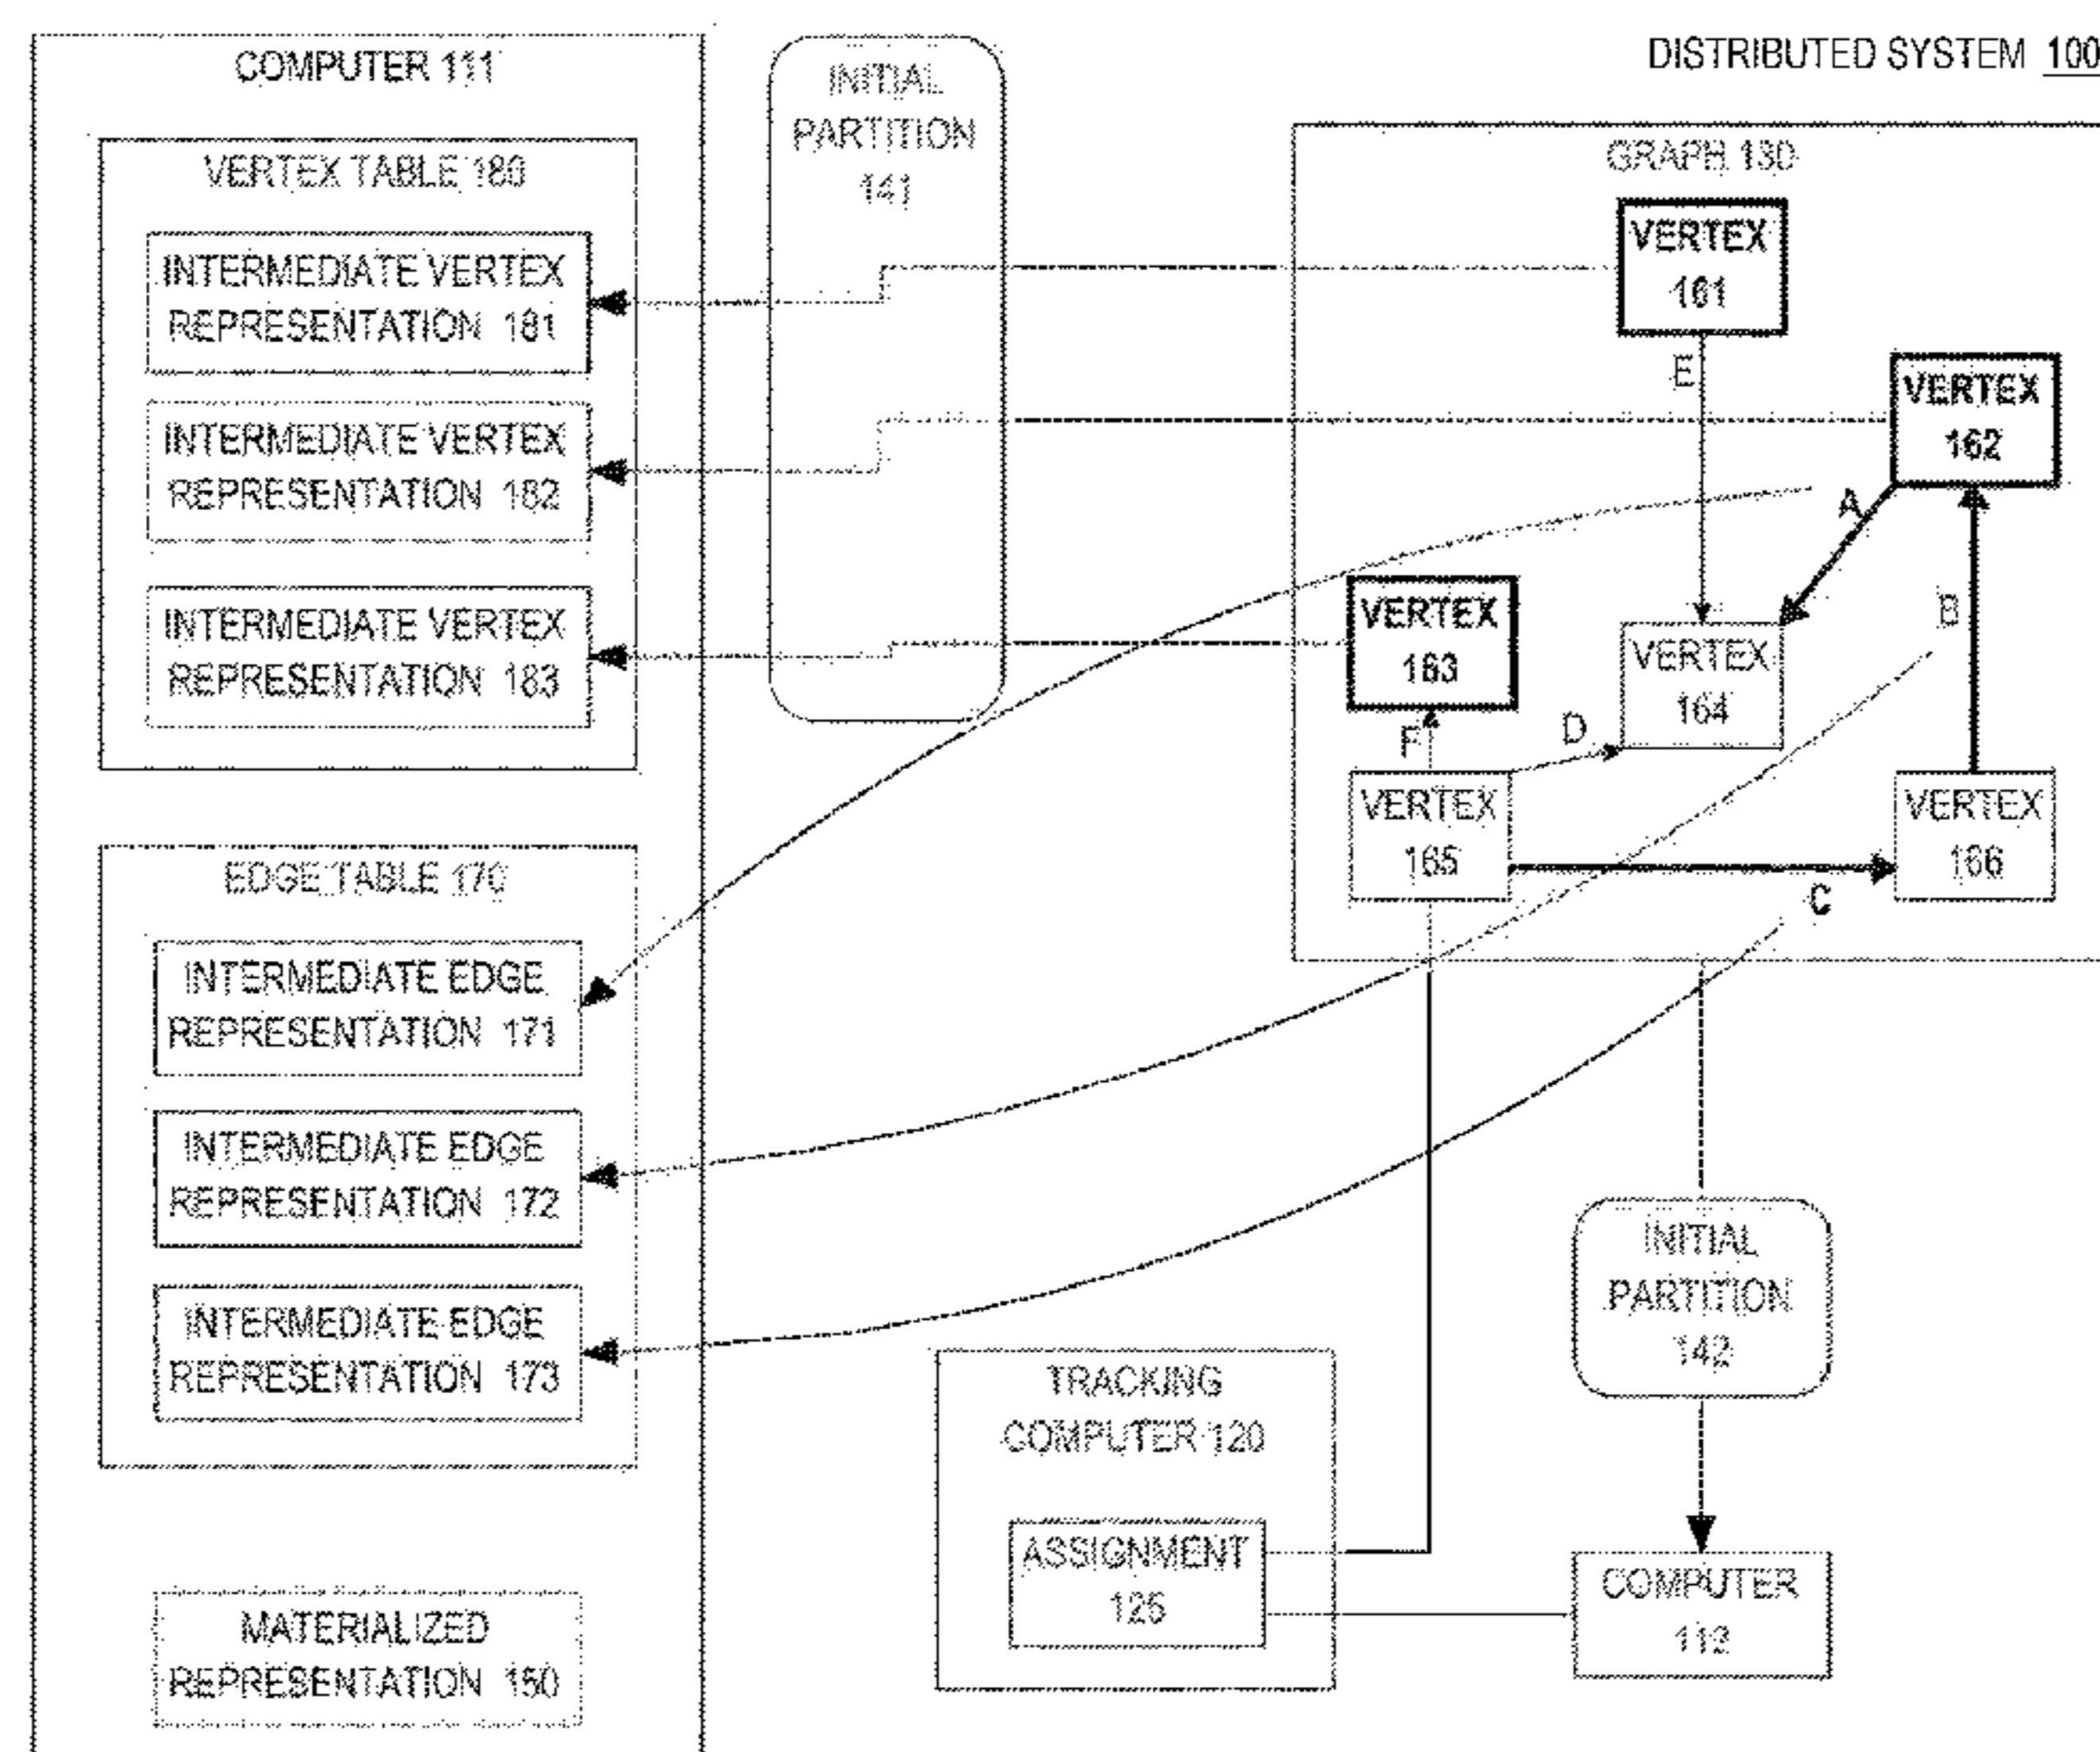 DISTRIBUTED SYSTEM 100
COMPUTER 111
VERTEX TABLE 180
INTERMEDIATE VERTEX
REPRESENTATION 181
INTERMEDIATE VERTEX
REPRESENTATION 182
INTERMEDIATE VERTEX
REPRESENTATION 183
EDGE TABLE 170
INTERMEDIATE EDGE
REPRESENTATION 171
INTERMEDIATE EDGE
REPRESENTATION 172
INTERMEDIATE EDGE
REPRESENTATION 173
MATERIALIZED
REPRESENTATION 150
INITIAL
PARTITION
141
GRAPH 130
VERTEX
161
E
VERTEX
162
A
B
VERTEX
163
VERTEX
164
F
D
VERTEX
165
VERTEX
166
C
INITIAL
PARTITION
142
TRACKING
COMPUTER 120
ASSIGNMENT
126
COMPUTER
112